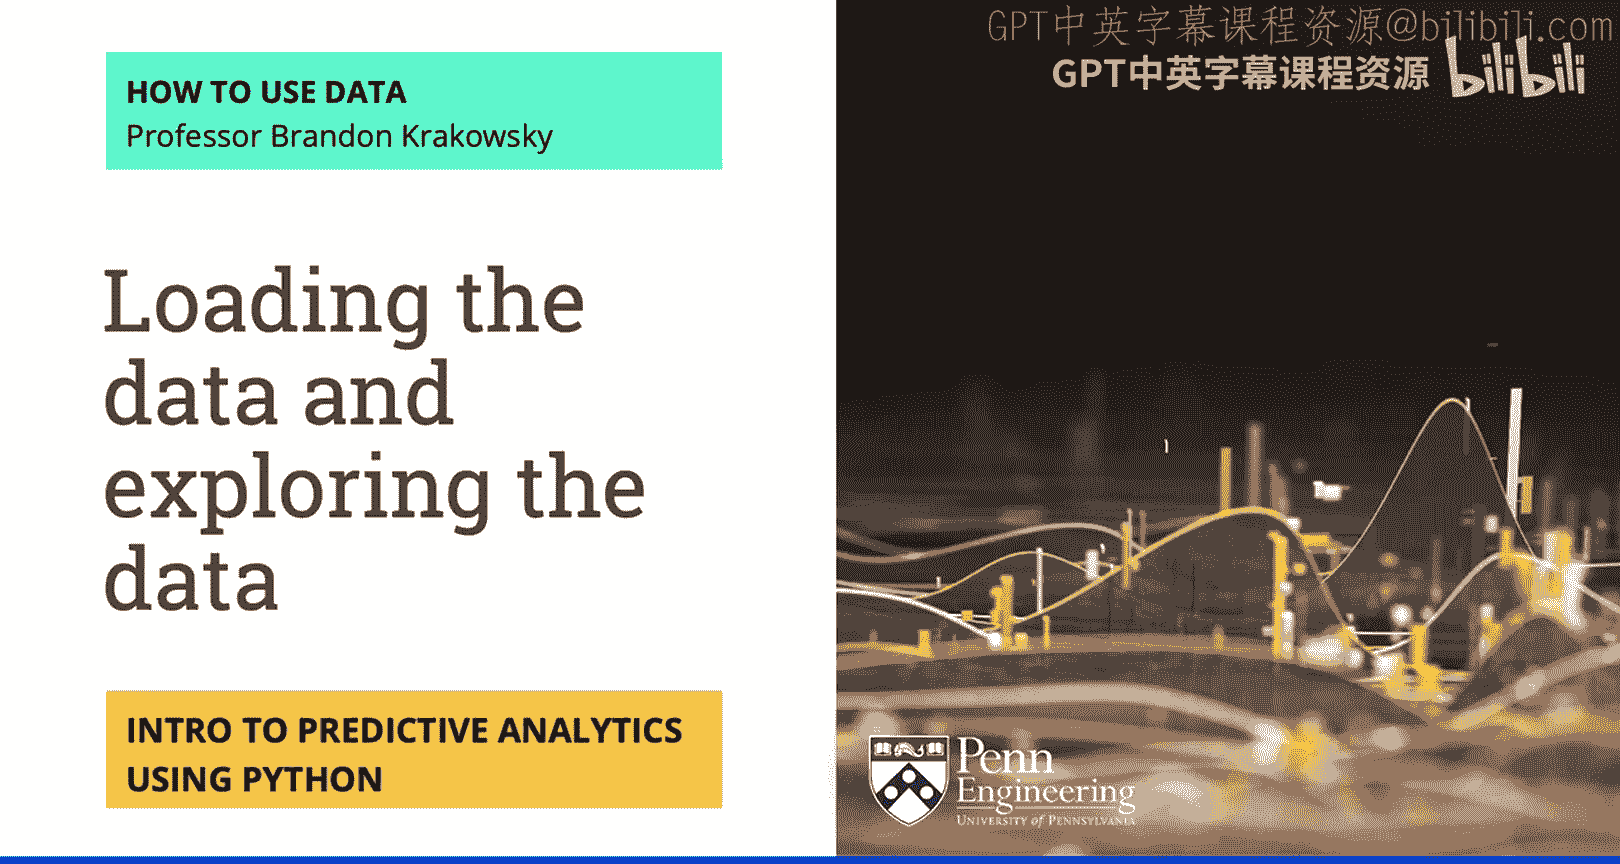 HOW TO USE DATA
Professor Brandon Krakowsky
Loading the
data and
exploring the
data
INTRO TO PREDICTIVE ANALYTICS
USING PYTHON
GPT中英字幕课程资源@bilibili.com
GPT中英字幕课程资源 bilibili
Penn
Engineering
UNIVERSITY of PENNSYLVANIA